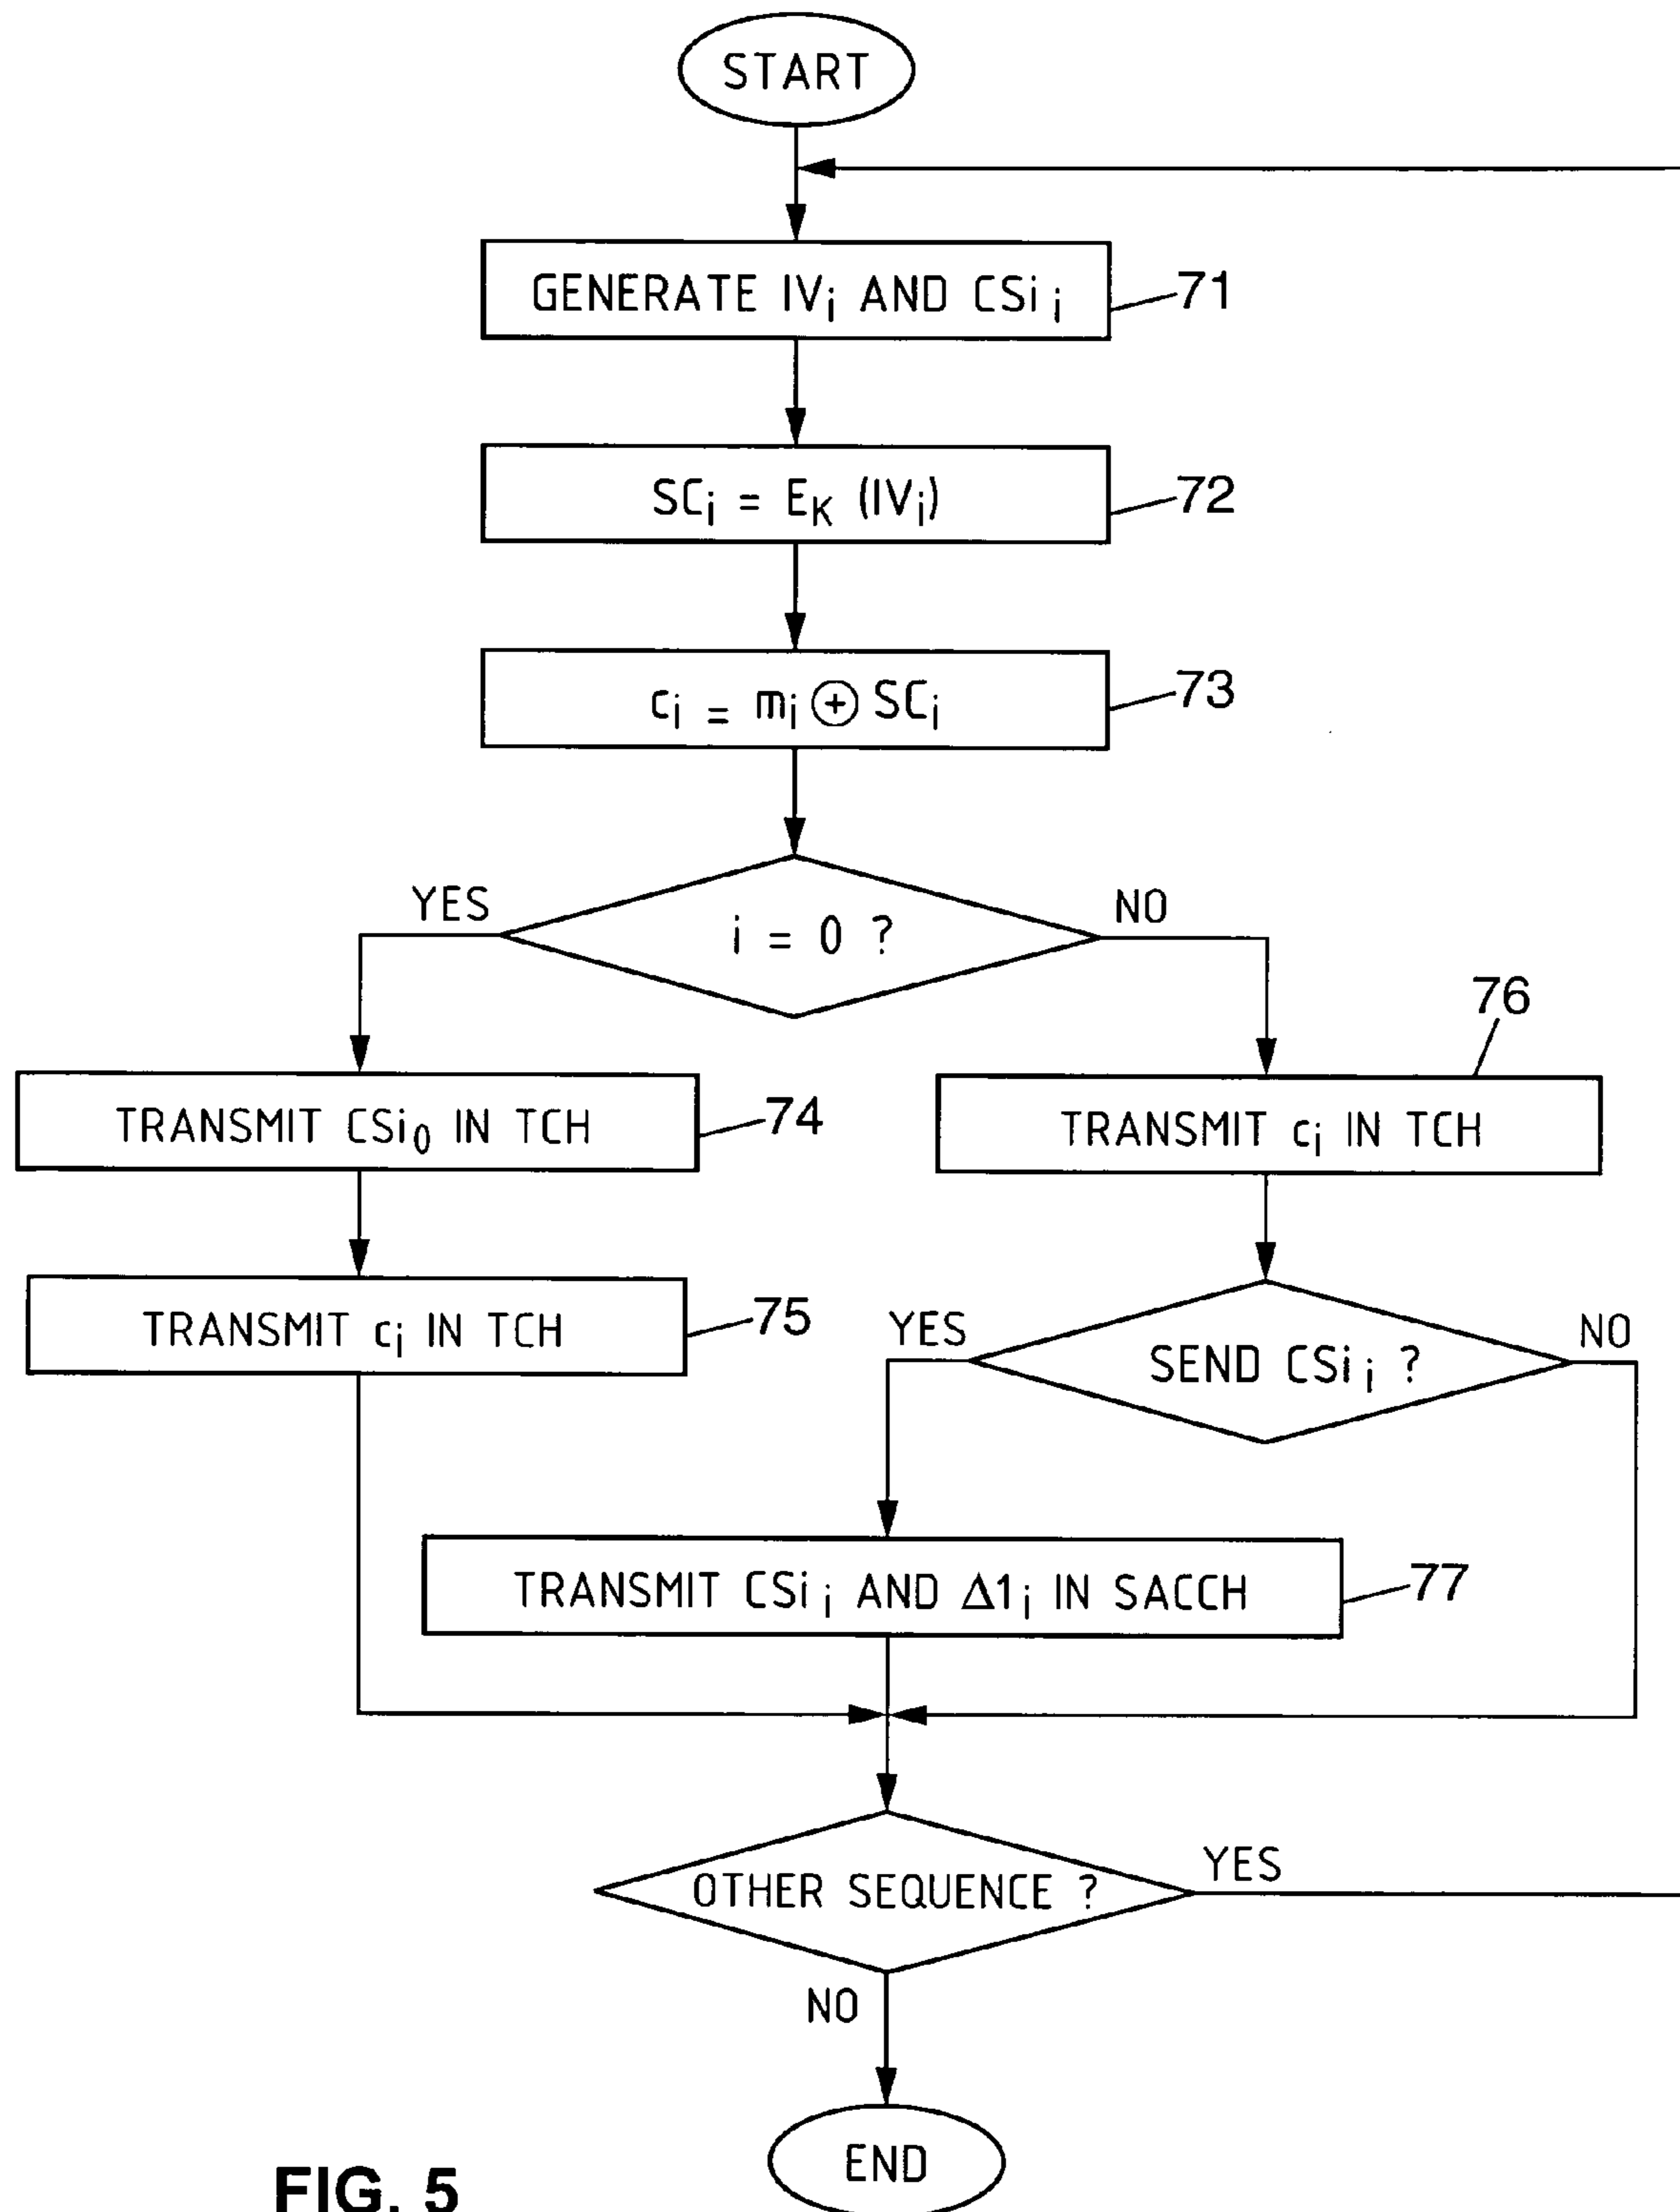 START
GENERATE IVi AND CSi i
71
SCi = EK (IVi)
72
ci = mi ⊕ SCi
73
YES
i = 0 ?
NO
76
TRANSMIT CSi0 IN TCH
74
TRANSMIT ci IN TCH
TRANSMIT ci IN TCH
75
YES
SEND CSi i ?
NO
TRANSMIT CSi i AND Δ1i IN SACCH
77
OTHER SEQUENCE ?
YES
NO
END
FIG. 5